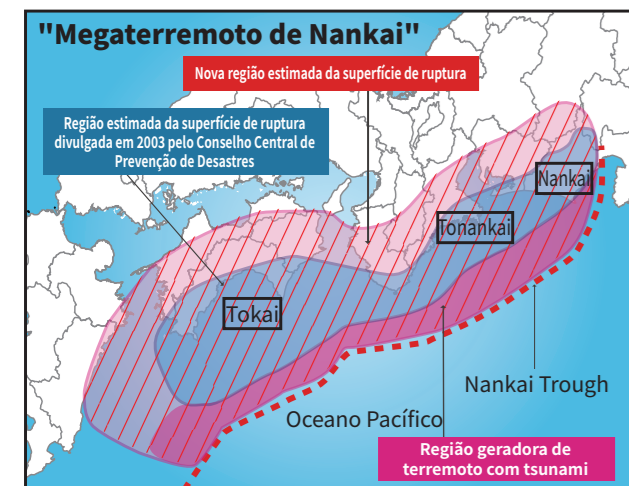 "Megaterremoto de Nankai"
Nova região estimada da superfície de ruptura
Região estimada da superfície de ruptura
divulgada em 2003 pelo Conselho Central de
Prevenção de Desastres
Nankai
Tonankai
Tokai
Nankai Trough
Oceano Pacífico
Região geradora de
terremoto com tsunami